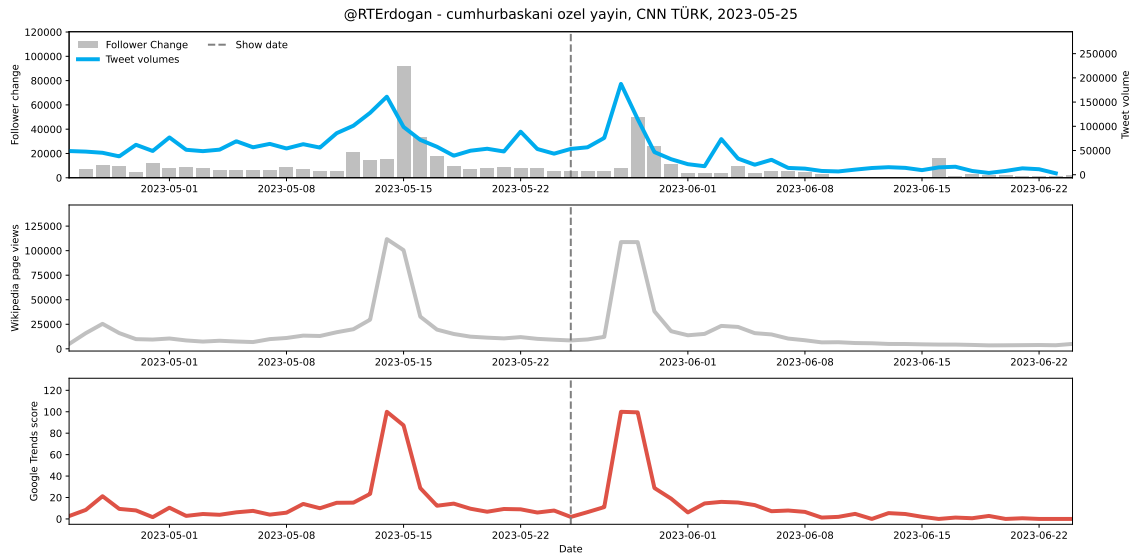 @RTErdogan - cumhurbaskani ozel yayin, CNN TÜRK, 2023-05-25
Follower change
120000
100000
80000
60000
40000
20000
0
Follower Change
Tweet volumes
Show date
250000
200000
150000
100000
50000
0
Tweet volume
2023-05-01 2023-05-08 2023-05-15 2023-05-22 2023-06-01 2023-06-08 2023-06-15 2023-06-22
Wikipedia page views
125000
100000
75000
50000
25000
0
2023-05-01 2023-05-08 2023-05-15 2023-05-22 2023-06-01 2023-06-08 2023-06-15 2023-06-22
Google Trends score
120
100
80
60
40
20
0
2023-05-01 2023-05-08 2023-05-15 2023-05-22 2023-06-01 2023-06-08 2023-06-15 2023-06-22
Date